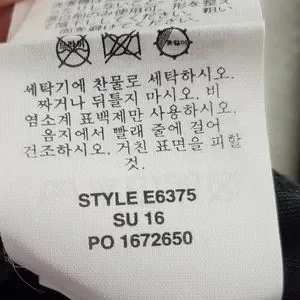 세탁기에 찬물로 세탁하시오.
짜거나 뒤틀지 마시오. 비
염소계 표백제만 사용하시오.
음지에서 빨래 줄에 걸어
건조하시오. 거친 표면을 피할
것.
STYLE E6375
SU 16
PO 1672650